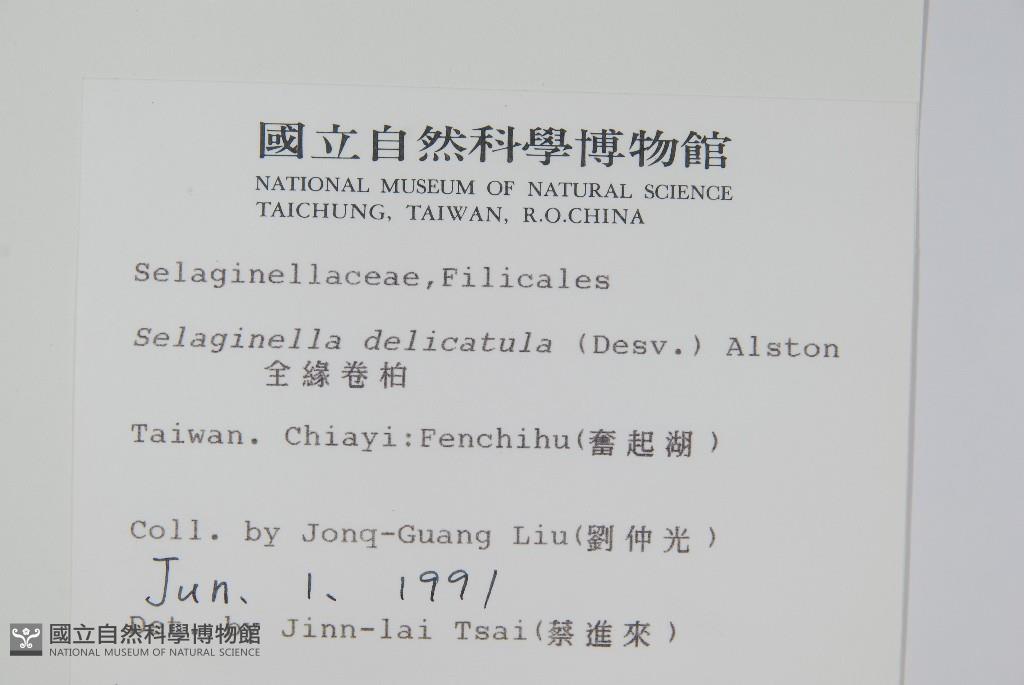 國立自然科學博物館
NATIONAL MUSEUM OF NATURAL SCIENCE
TAICHUNG, TAIWAN, R.O.CHINA
Selaginellaceae,Filicales
Selaginella delicatula (Desv.) Alston
全緣卷柏
Taiwan. Chiayi:Fenchihu(奮起湖)
Coll. by Jonq-Guang Liu(劉仲光)
Jun、 1、 1991
Det. by Jinn-lai Tsai(蔡進來)
國立自然科學博物館
NATIONAL MUSEUM OF NATURAL SCIENCE